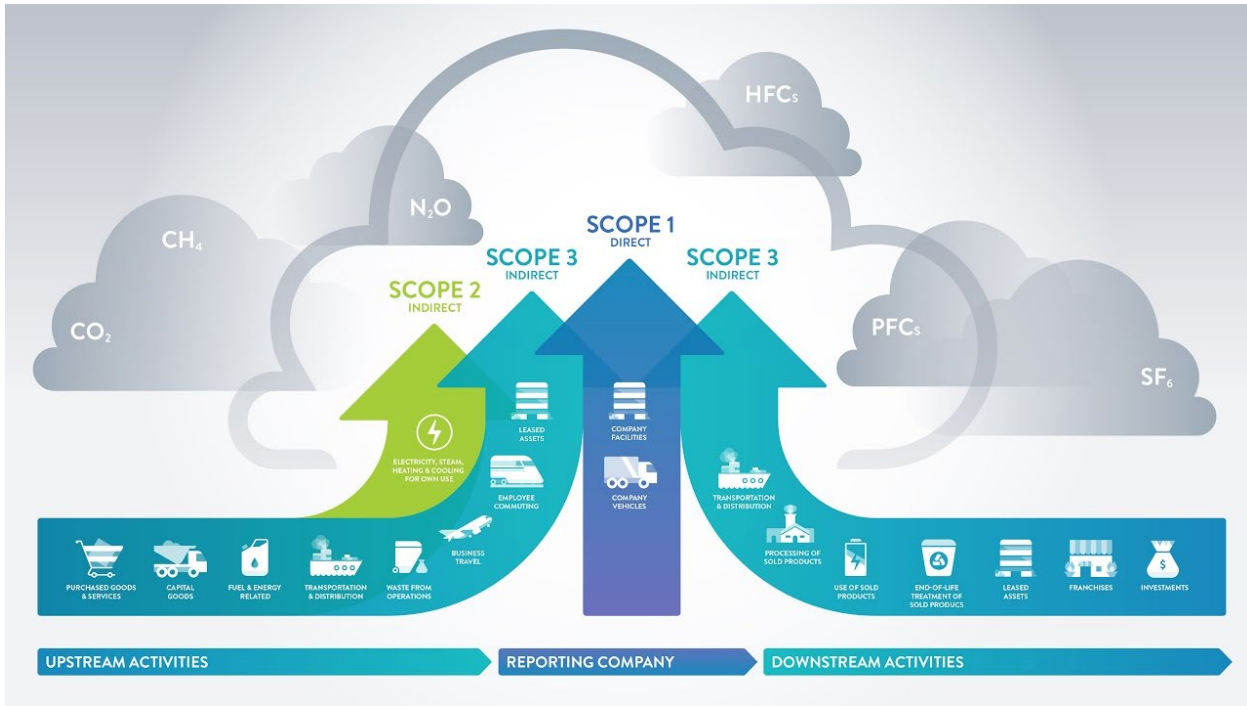 HFCs
N₂O
CH₄
CO₂
PFCs
SF₆
SCOPE 1
DIRECT
SCOPE 3
INDIRECT
SCOPE 3
INDIRECT
SCOPE 2
INDIRECT
ELECTRICITY, STEAM,
HEATING & COOLING
FOR OWN USE
LEASED
ASSETS
EMPLOYEE
COMMUTING
BUSINESS
TRAVEL
COMPANY
FACILITIES
COMPANY
VEHICLES
TRANSPORTATION
& DISTRIBUTION
PROCESSING OF
SOLD PRODUCTS
PURCHASED GOODS
& SERVICES
CAPITAL
GOODS
FUEL & ENERGY
RELATED
TRANSPORTATION
& DISTRIBUTION
WASTE FROM
OPERATIONS
USE OF SOLD
PRODUCTS
END-OF-LIFE
TREATMENT OF
SOLD PRODUCS
LEASED
ASSETS
FRANCHISES
INVESTMENTS
$
UPSTREAM ACTIVITIES
REPORTING COMPANY
DOWNSTREAM ACTIVITIES